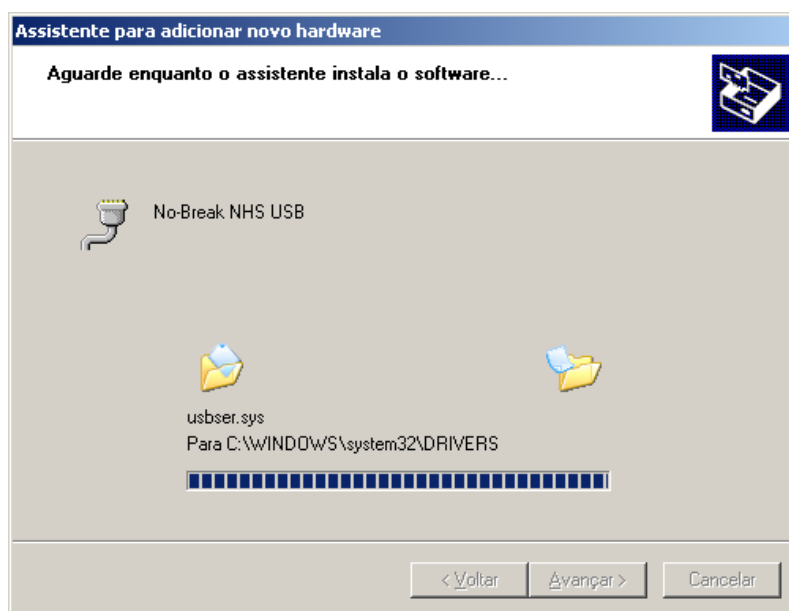 Assistente para adicionar novo hardware
Aguarde enquanto o assistente instala o software...
No-Break NHS USB
usbser.sys
Para C:\WINDOWS\system32\DRIVERS
< Voltar
Avançar >
Cancelar